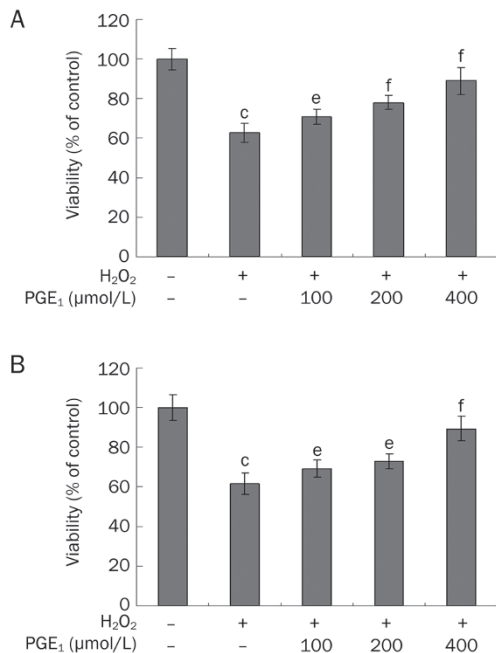 A
Viability (% of control)
120
100
80
60
40
20
0
c
e
f
f
H₂O₂ – + + + +
PGE₁ (μmol/L) – – 100 200 400
B
Viability (% of control)
120
100
80
60
40
20
0
c
e
e
f
H₂O₂ – + + + +
PGE₁ (μmol/L) – – 100 200 400